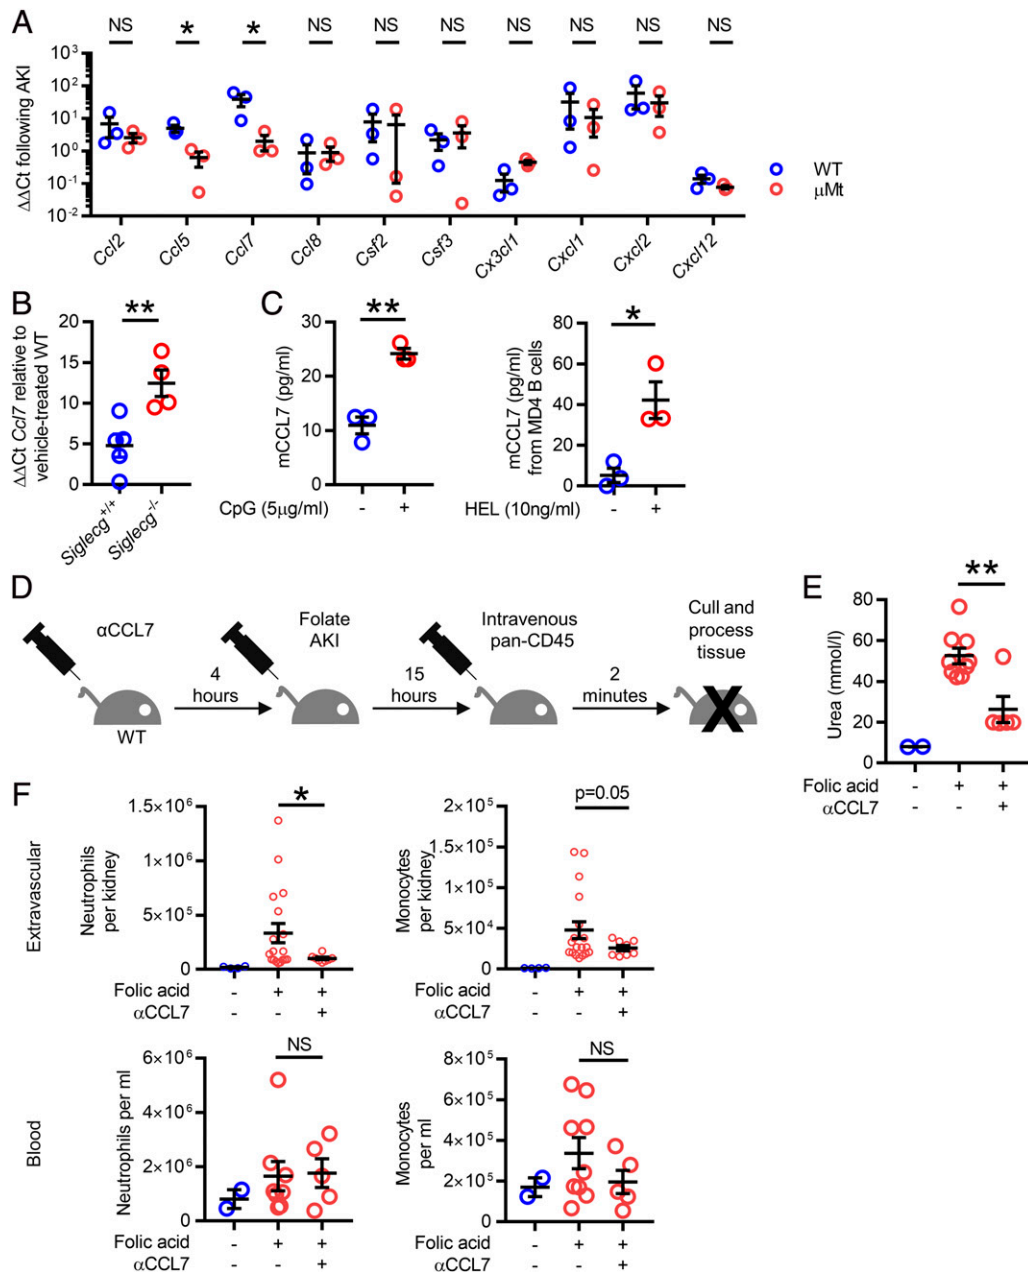 A
NS * * NS NS NS NS NS NS NS
ΔΔCt following AKI
10³
10²
10¹
10⁰
10⁻¹
10⁻²
Ccl2 Ccl5 Ccl7 Ccl8 Csf2 Csf3 Cx3cl1 Cxcl1 Cxcl2 Cxcl12
WT
μMt
B
ΔΔCt Ccl7 relative to
vehicle-treated WT
**
20
15
10
5
0
Siglecg+/+ Siglecg-/-
C
mCCL7 (pg/ml)
**
30
20
10
0
CpG (5μg/ml) - +
mCCL7 (pg/ml)
from MD4 B cells
*
80
60
40
20
0
HEL (10ng/ml) - +
D
αCCL7
WT
4
hours
Folate
AKI
15
hours
Intravenous
pan-CD45
2
minutes
Cull and
process
tissue
X
E
Urea (mmol/l)
**
80
60
40
20
0
Folic acid - + +
αCCL7 - - +
F
Extravascular
Neutrophils
per kidney
*
1.5×10⁶
1×10⁶
5×10⁵
0
Folic acid - + +
αCCL7 - - +
Monocytes
per kidney
p=0.05
2×10⁵
1×10⁵
5×10⁴
0
Folic acid - + +
αCCL7 - - +
Blood
Neutrophils per ml
NS
6×10⁶
4×10⁶
2×10⁶
0
Folic acid - + +
αCCL7 - - +
Monocytes
per ml
NS
8×10⁵
6×10⁵
4×10⁵
2×10⁵
0
Folic acid - + +
αCCL7 - - +